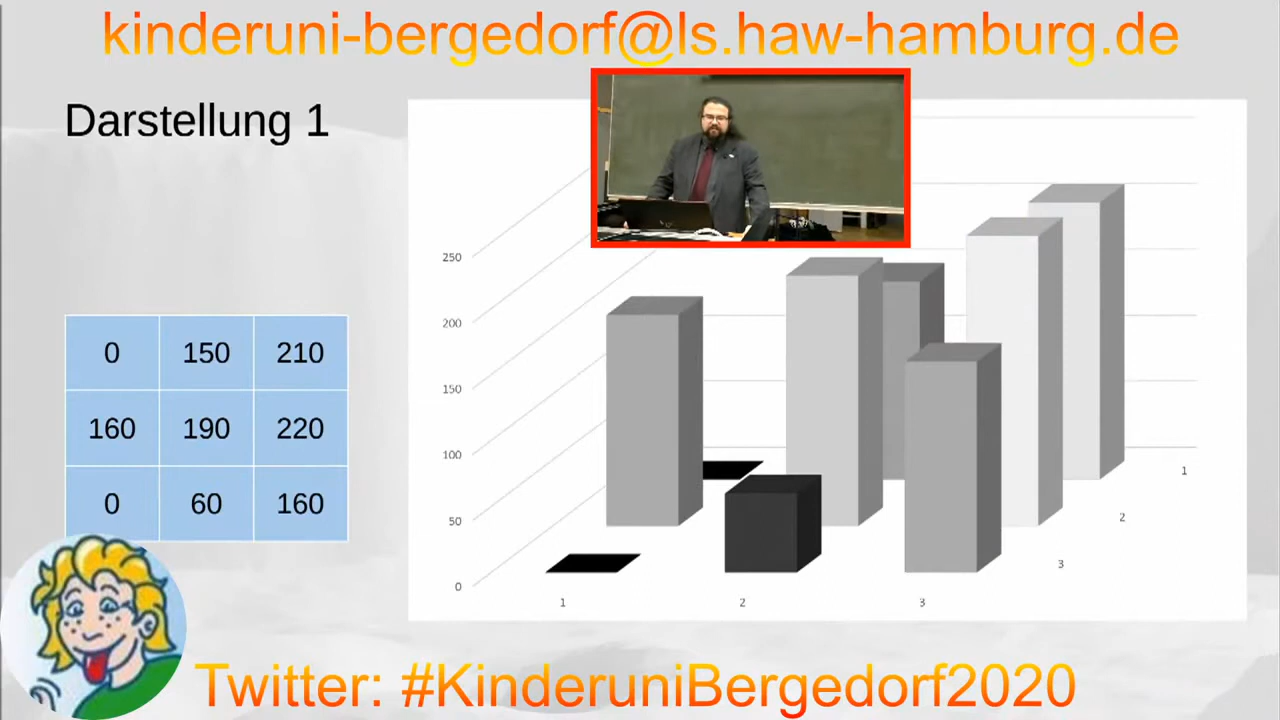 kinderuni-bergedorf@ls.haw-hamburg.de
Darstellung 1
0 150 210
160 190 220
0 60 160
250
200
150
100
50
0
1 2 3
3
2
1
Twitter: #KinderuniBergedorf2020